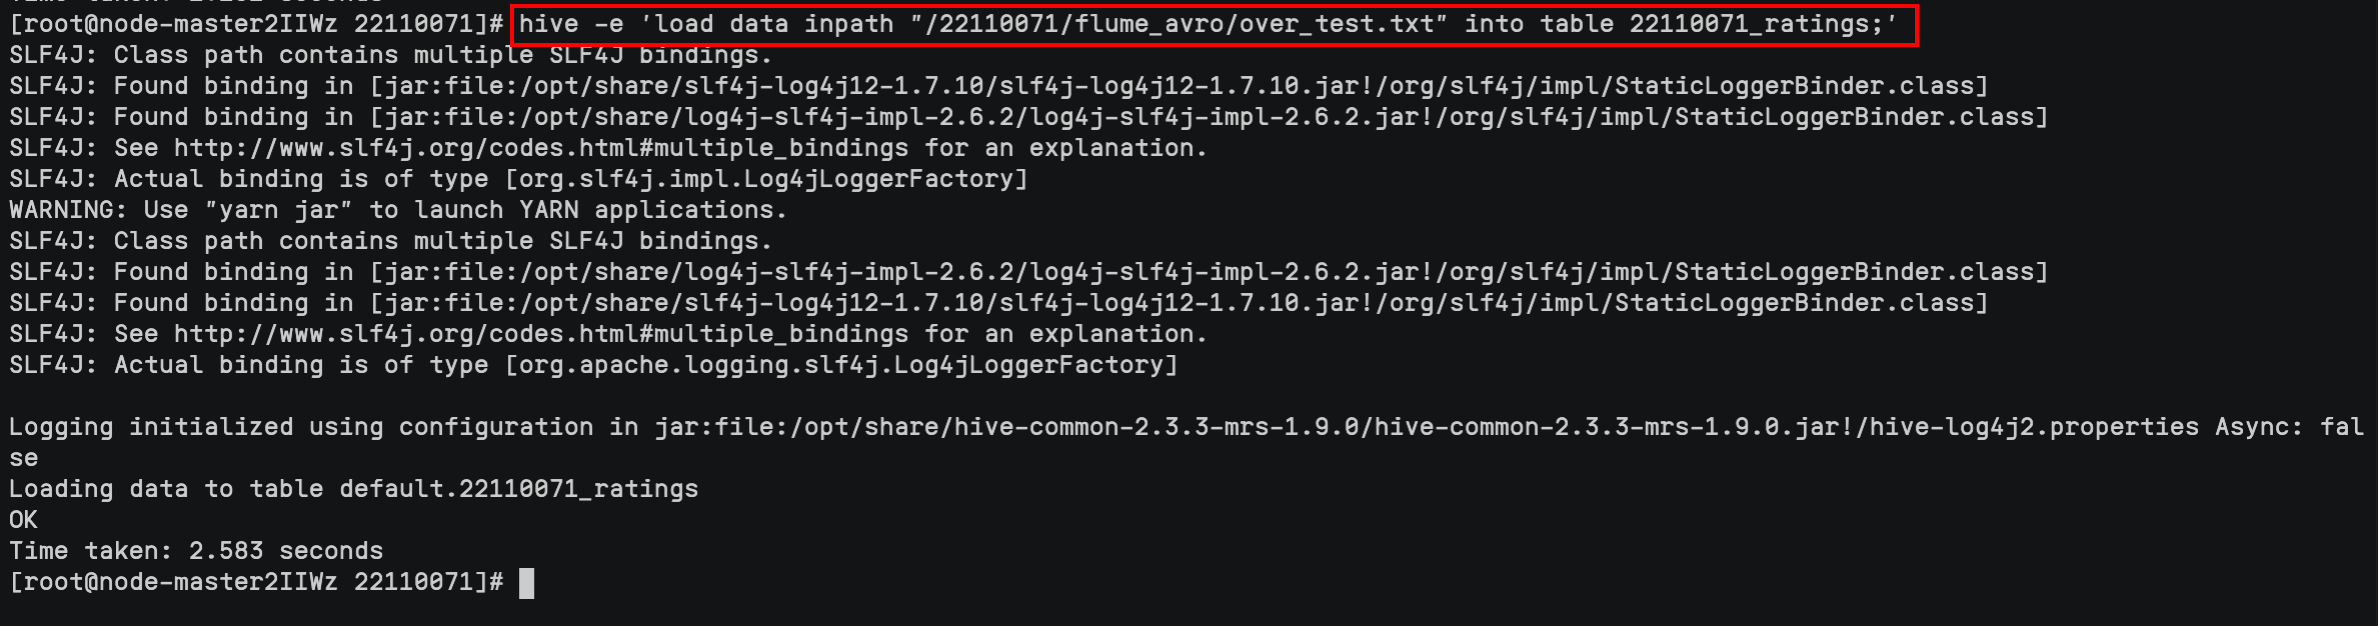 [root@node-master2IIWz 22110071]# hive -e 'load data inpath "/22110071/flume_avro/over_test.txt" into table 22110071_ratings;'
SLF4J: Class path contains multiple SLF4J bindings.
SLF4J: Found binding in [jar:file:/opt/share/slf4j-log4j12-1.7.10/slf4j-log4j12-1.7.10.jar!/org/slf4j/impl/StaticLoggerBinder.class]
SLF4J: Found binding in [jar:file:/opt/share/log4j-slf4j-impl-2.6.2/log4j-slf4j-impl-2.6.2.jar!/org/slf4j/impl/StaticLoggerBinder.class]
SLF4J: See http://www.slf4j.org/codes.html#multiple_bindings for an explanation.
SLF4J: Actual binding is of type [org.slf4j.impl.Log4jLoggerFactory]
WARNING: Use "yarn jar" to launch YARN applications.
SLF4J: Class path contains multiple SLF4J bindings.
SLF4J: Found binding in [jar:file:/opt/share/log4j-slf4j-impl-2.6.2/log4j-slf4j-impl-2.6.2.jar!/org/slf4j/impl/StaticLoggerBinder.class]
SLF4J: Found binding in [jar:file:/opt/share/slf4j-log4j12-1.7.10/slf4j-log4j12-1.7.10.jar!/org/slf4j/impl/StaticLoggerBinder.class]
SLF4J: See http://www.slf4j.org/codes.html#multiple_bindings for an explanation.
SLF4J: Actual binding is of type [org.apache.logging.slf4j.Log4jLoggerFactory]
Logging initialized using configuration in jar:file:/opt/share/hive-common-2.3.3-mrs-1.9.0/hive-common-2.3.3-mrs-1.9.0.jar!/hive-log4j2.properties Async: fal
se
Loading data to table default.22110071_ratings
OK
Time taken: 2.583 seconds
[root@node-master2IIWz 22110071]#